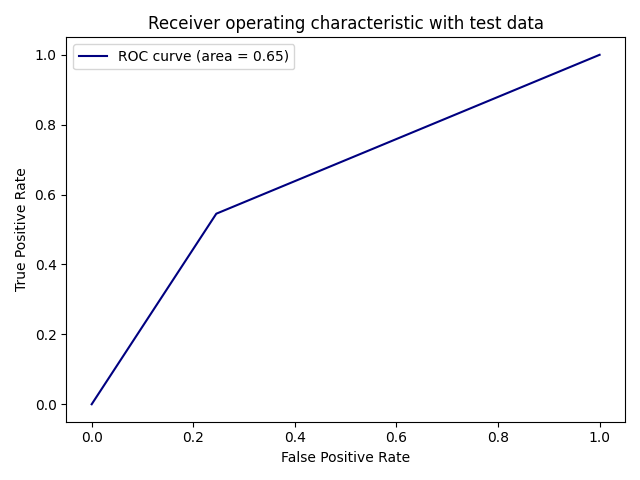 Receiver operating characteristic with test data
ROC curve (area = 0.65)
1.0
0.8
0.6
0.4
0.2
0.0
True Positive Rate
0.0 0.2 0.4 0.6 0.8 1.0
False Positive Rate